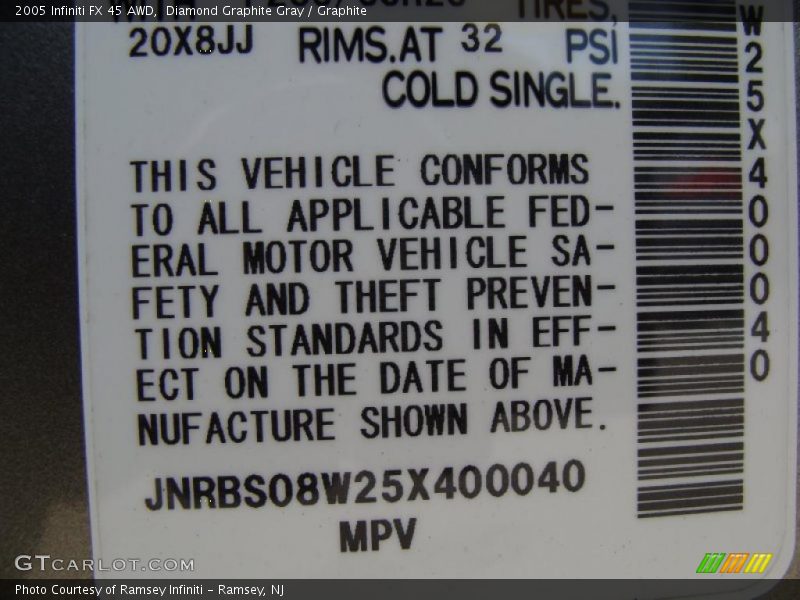 2005 Infiniti FX 45 AWD, Diamond Graphite Gray / Graphite
TIRES,
20X8JJ RIMS.AT 32 PSI
COLD SINGLE.
THIS VEHICLE CONFORMS
TO ALL APPLICABLE FED-
ERAL MOTOR VEHICLE SA-
FETY AND THEFT PREVEN-
TION STANDARDS IN EFF-
ECT ON THE DATE OF MA-
NUFACTURE SHOWN ABOVE.
JNRBS08W25X400040
MPV
W25X400040
GTCARLOT.COM
Photo Courtesy of Ramsey Infiniti - Ramsey, NJ